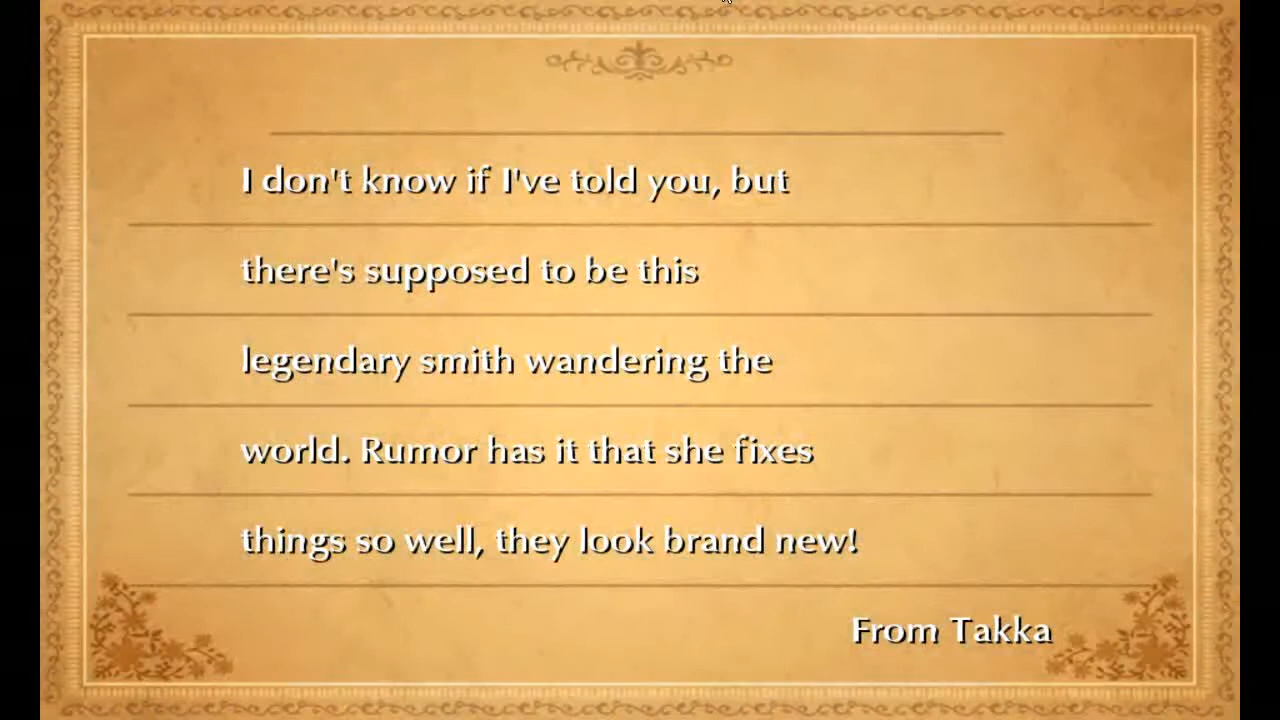 I don't know if I've told you, but
there's supposed to be this
legendary smith wandering the
world. Rumor has it that she fixes
things so well, they look brand new!
From Takka